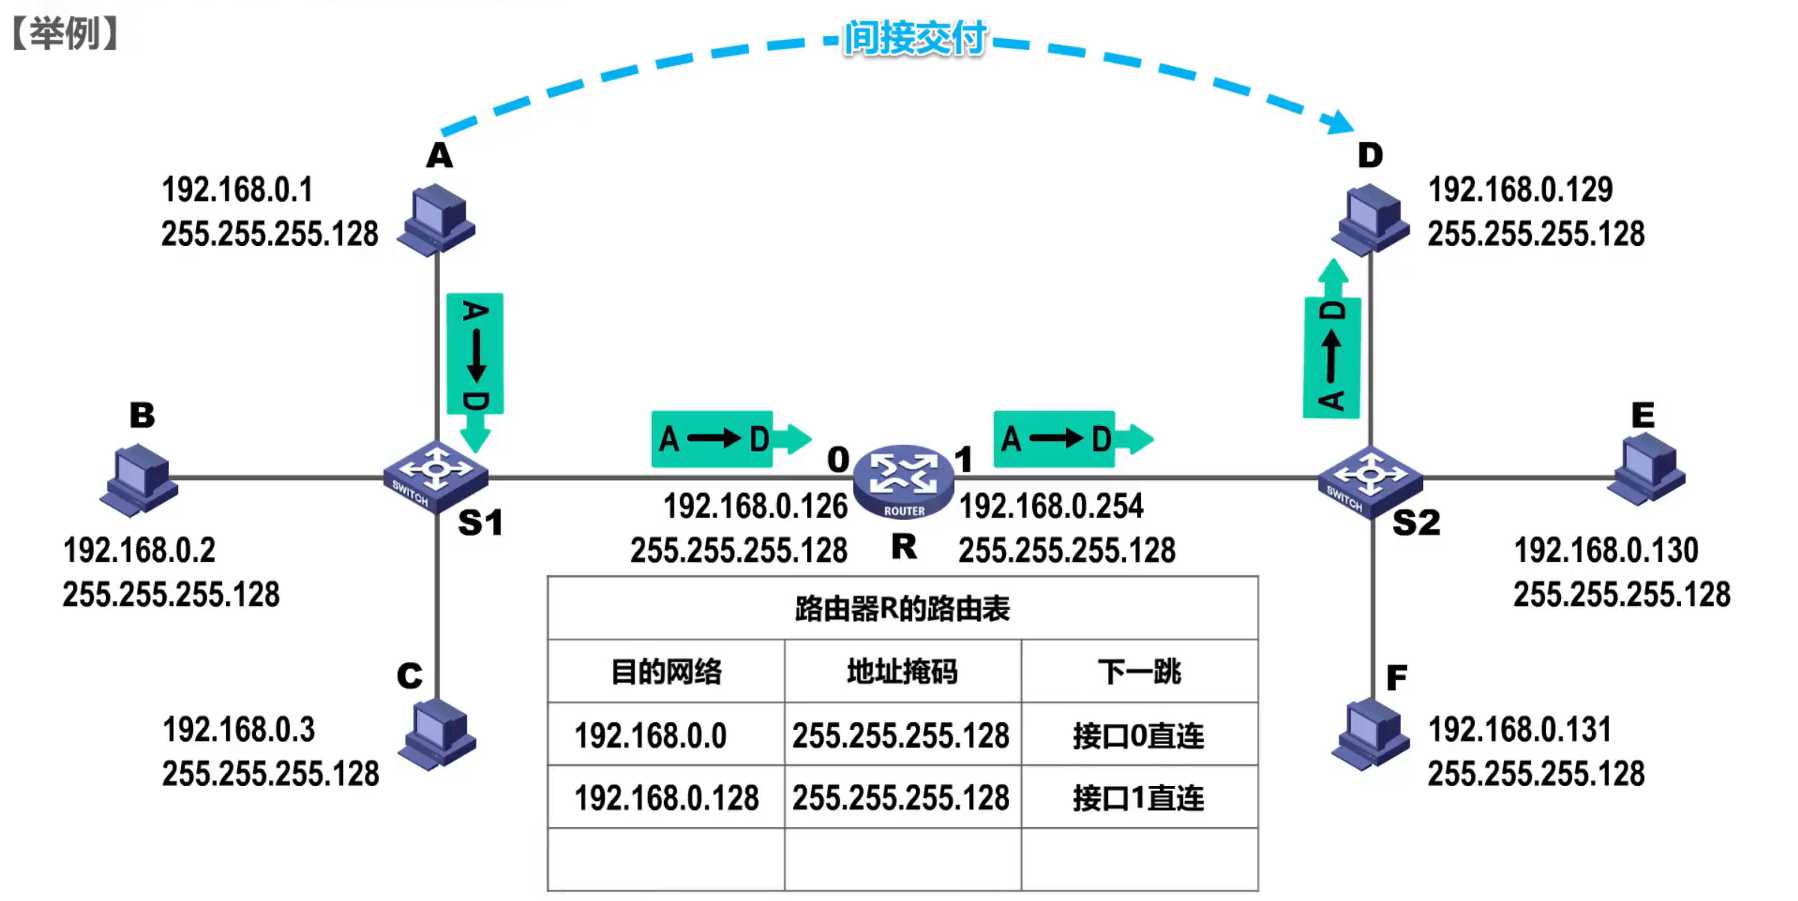 【举例】
间接交付
A
192.168.0.1
255.255.255.128
D
192.168.0.129
255.255.255.128
A → D
A → D
B
192.168.0.2
255.255.255.128
SWITCH
S1
A → D
0
192.168.0.126
255.255.255.128
ROUTER
R
1
A → D
192.168.0.254
255.255.255.128
SWITCH
S2
E
192.168.0.130
255.255.255.128
C
192.168.0.3
255.255.255.128
F
192.168.0.131
255.255.255.128
路由器R的路由表
目的网络 地址掩码 下一跳
192.168.0.0 255.255.255.128 接口0直连
192.168.0.128 255.255.255.128 接口1直连